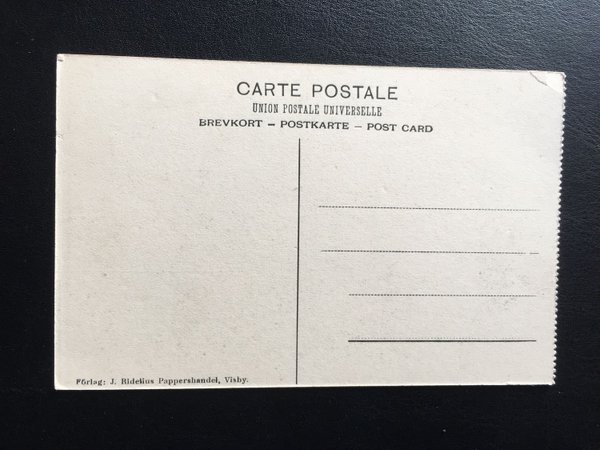 CARTE POSTALE
UNION POSTALE UNIVERSELLE
BREVKORT – POSTKARTE – POST CARD
Förlag: J. Ridelius Pappershandel, Visby.